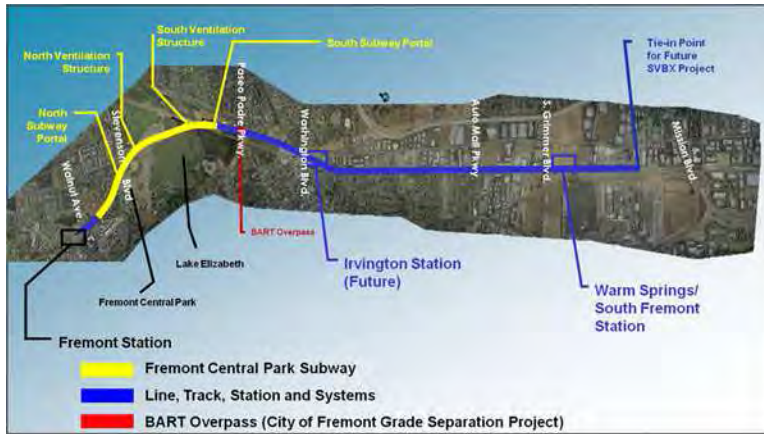 South Ventilation
Structure
South Subway Portal
North Ventilation
Structure
Tie-in Point
for Future
SVBX Project
North
Subway
Portal
Stevenson Blvd.
Walnut Ave.
Paseo Padre Pkwy
Washington Blvd.
Auto Mall Pkwy
S. Grimmer Blvd.
Mission Blvd.
BART Overpass
Lake Elizabeth
Irvington Station
(Future)
Fremont Central Park
Warm Springs/
South Fremont
Station
Fremont Station
Fremont Central Park Subway
Line, Track, Station and Systems
BART Overpass (City of Fremont Grade Separation Project)